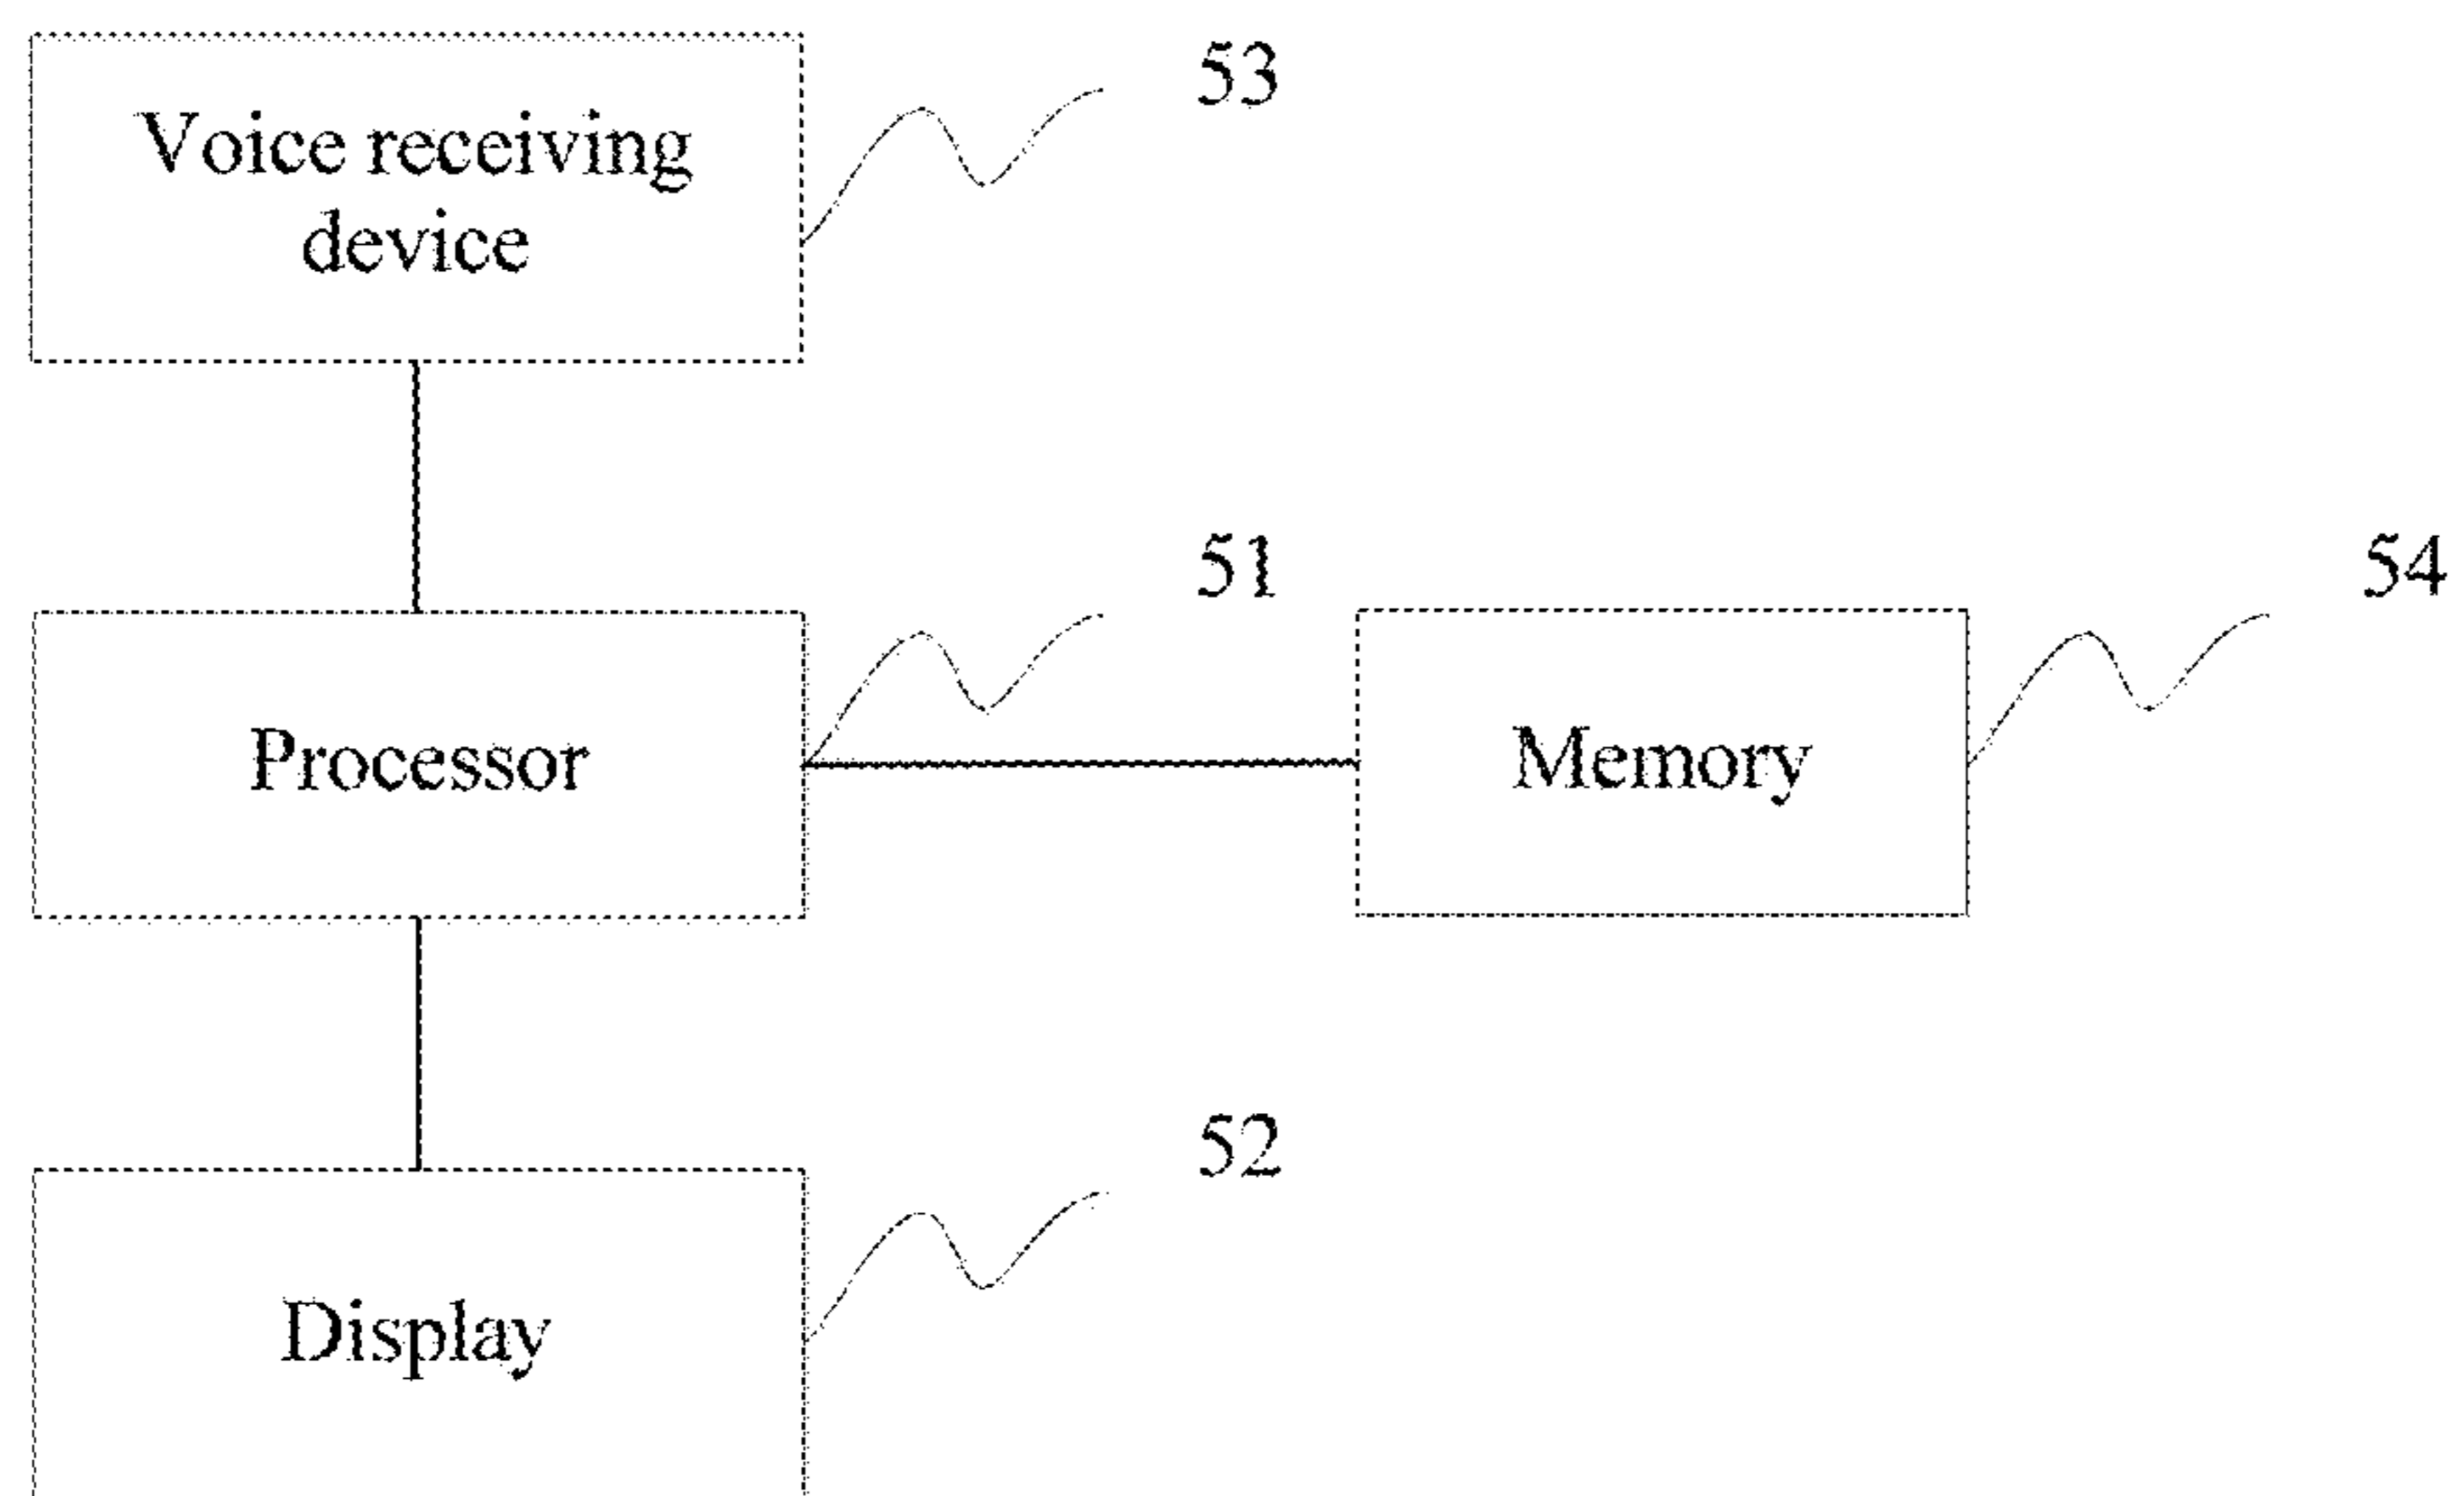 53
Voice receiving
device
51
54
Processor
Memory
52
Display